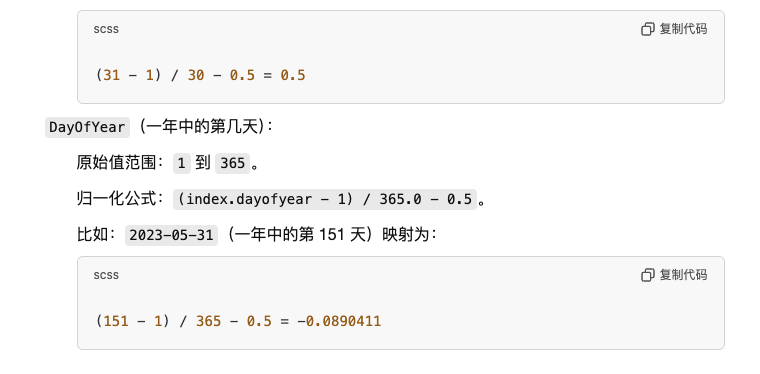 scss
复制代码
(31 - 1) / 30 - 0.5 = 0.5
DayOfYear（一年中的第几天）：
原始值范围：1 到 365。
归一化公式：(index.dayofyear - 1) / 365.0 - 0.5。
比如：2023-05-31（一年中的第 151 天）映射为：
scss
复制代码
(151 - 1) / 365 - 0.5 = -0.0890411